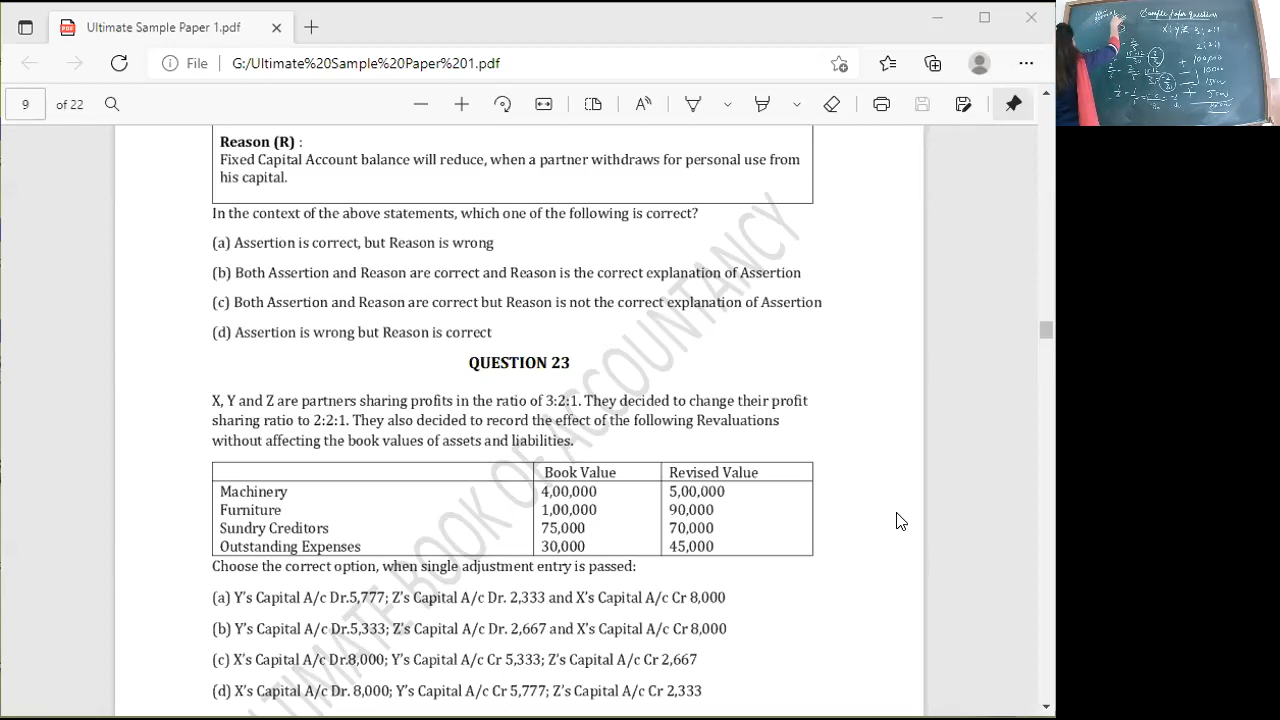 Ultimate Sample Paper 1.pdf
File G:/Ultimate%20Sample%20Paper%201.pdf
9 of 22
Reason (R) :
Fixed Capital Account balance will reduce, when a partner withdraws for personal use from
his capital.
In the context of the above statements, which one of the following is correct?
(a) Assertion is correct, but Reason is wrong
(b) Both Assertion and Reason are correct and Reason is the correct explanation of Assertion
(c) Both Assertion and Reason are correct but Reason is not the correct explanation of Assertion
(d) Assertion is wrong but Reason is correct
QUESTION 23
X, Y and Z are partners sharing profits in the ratio of 3:2:1. They decided to change their profit
sharing ratio to 2:2:1. They also decided to record the effect of the following Revaluations
without affecting the book values of assets and liabilities.
Book Value Revised Value
Machinery 4,00,000 5,00,000
Furniture 1,00,000 90,000
Sundry Creditors 75,000 70,000
Outstanding Expenses 30,000 45,000
Choose the correct option, when single adjustment entry is passed:
(a) Y's Capital A/c Dr.5,777; Z's Capital A/c Dr. 2,333 and X's Capital A/c Cr 8,000
(b) Y's Capital A/c Dr.5,333; Z's Capital A/c Dr. 2,667 and X's Capital A/c Cr 8,000
(c) X's Capital A/c Dr.8,000; Y's Capital A/c Cr 5,333; Z's Capital A/c Cr 2,667
(d) X's Capital A/c Dr. 8,000; Y's Capital A/c Cr 5,777; Z's Capital A/c Cr 2,333
ULTIMATE BOOK OF ACCOUNTANCY
Sample Paper Questions